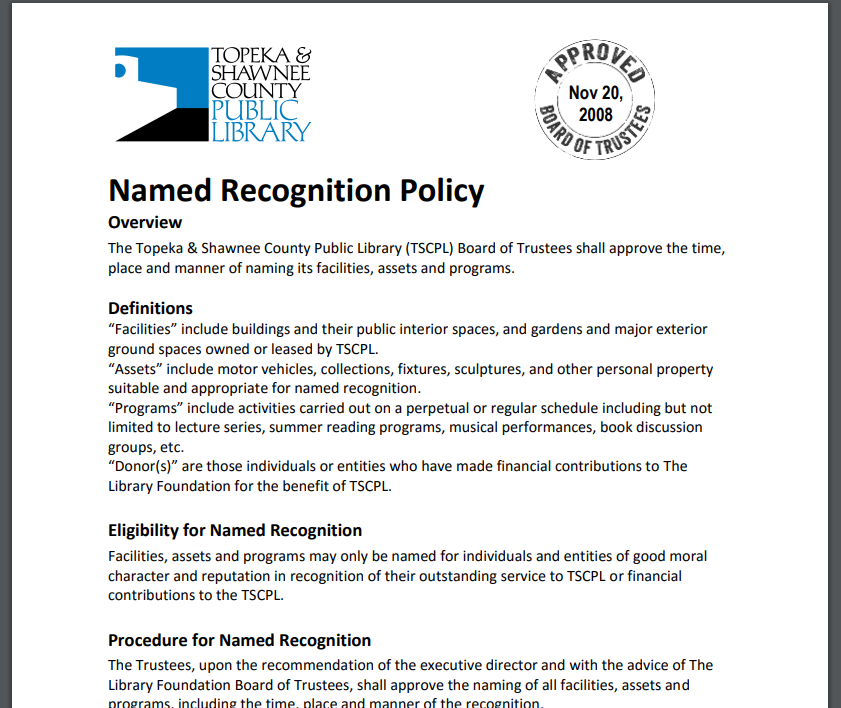 TOPEKA &
SHAWNEE
COUNTY
PUBLIC
LIBRARY
APPROVED
Nov 20,
2008
BOARD OF TRUSTEES
Named Recognition Policy
Overview
The Topeka & Shawnee County Public Library (TSCPL) Board of Trustees shall approve the time,
place and manner of naming its facilities, assets and programs.
Definitions
“Facilities” include buildings and their public interior spaces, and gardens and major exterior
ground spaces owned or leased by TSCPL.
“Assets” include motor vehicles, collections, fixtures, sculptures, and other personal property
suitable and appropriate for named recognition.
“Programs” include activities carried out on a perpetual or regular schedule including but not
limited to lecture series, summer reading programs, musical performances, book discussion
groups, etc.
“Donor(s)” are those individuals or entities who have made financial contributions to The
Library Foundation for the benefit of TSCPL.
Eligibility for Named Recognition
Facilities, assets and programs may only be named for individuals and entities of good moral
character and reputation in recognition of their outstanding service to TSCPL or financial
contributions to the TSCPL.
Procedure for Named Recognition
The Trustees, upon the recommendation of the executive director and with the advice of The
Library Foundation Board of Trustees, shall approve the naming of all facilities, assets and
programs, including the time, place and manner of the recognition.